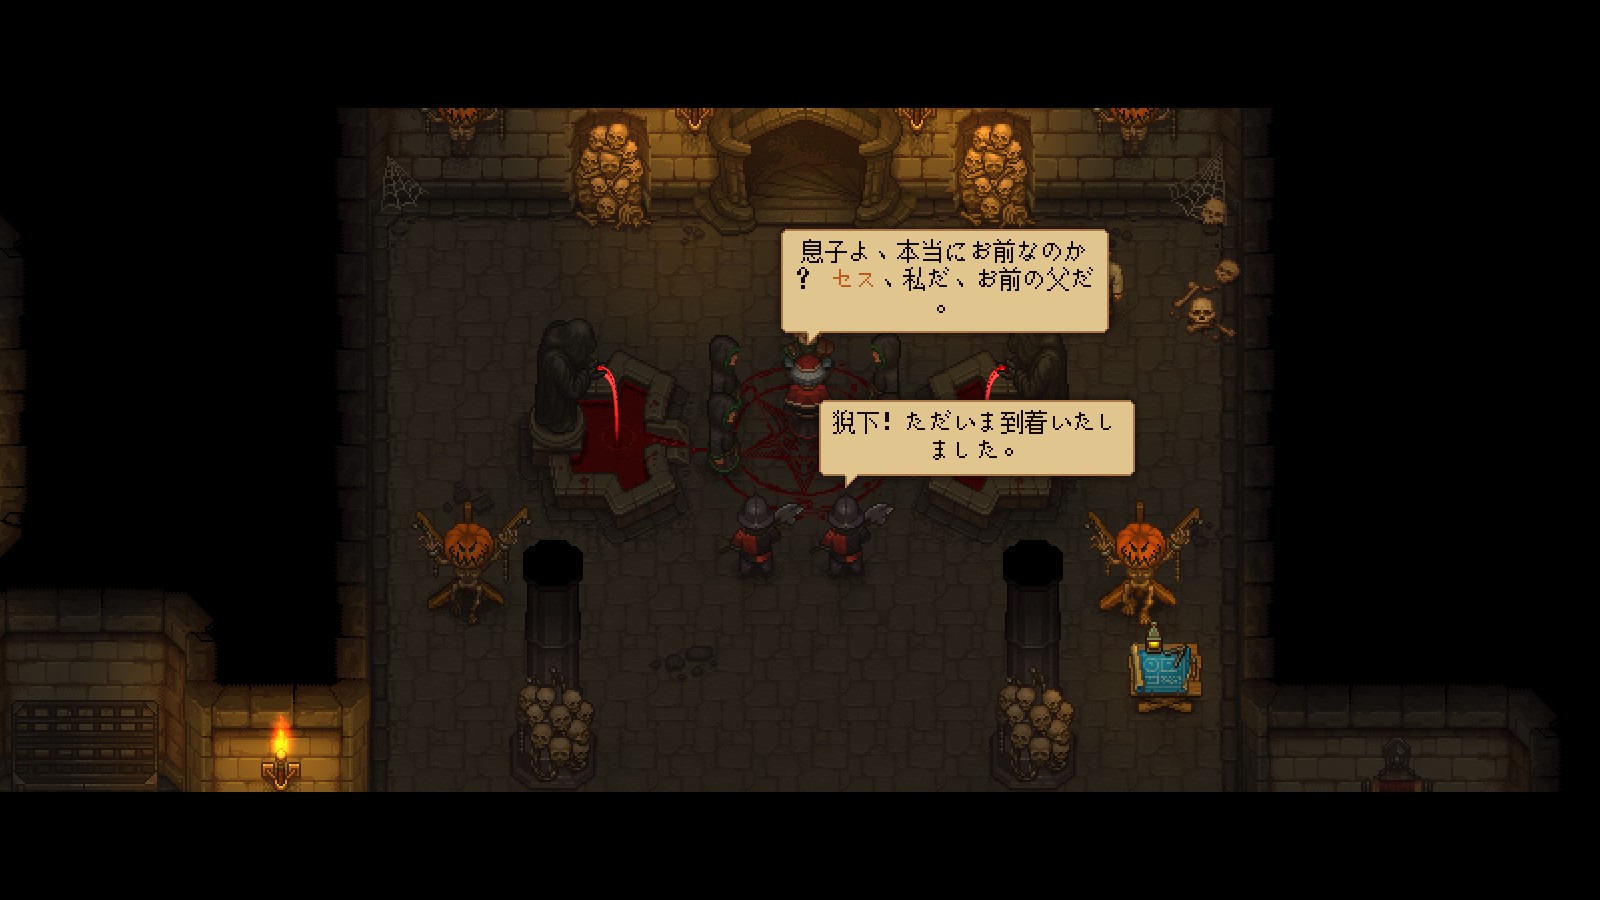 息子よ、本当にお前なのか
? セス、私だ、お前の父だ
。
猊下! ただいま到着いたし
ました。